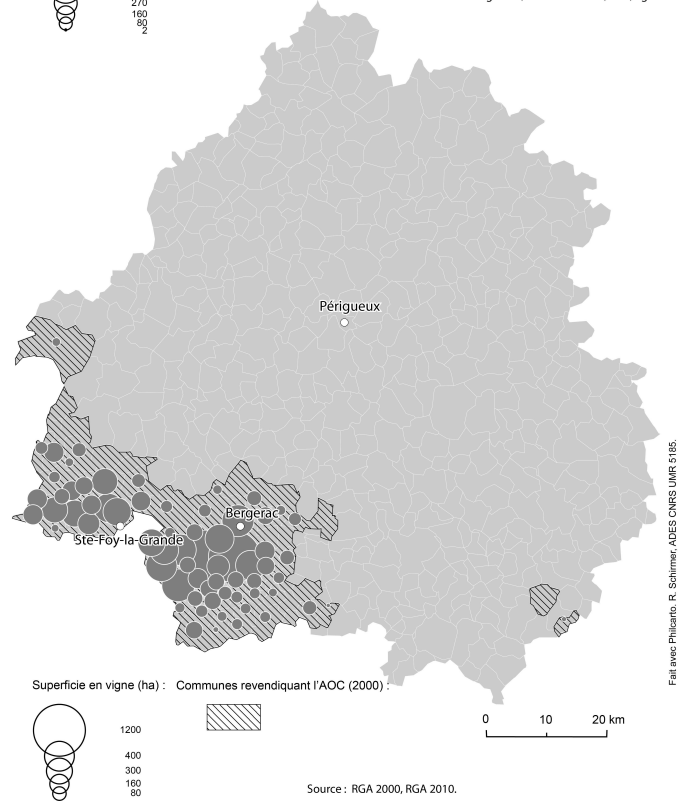 270
160
80
2
Périgueux
Bergerac
Ste-Foy-la-Grande
Fait avec Philcarto. R. Schirmer, ADES CNRS UMR 5185.
Superficie en vigne (ha) : Communes revendiquant l'AOC (2000) :
1200
400
300
160
80
0 10 20 km
Source : RGA 2000, RGA 2010.